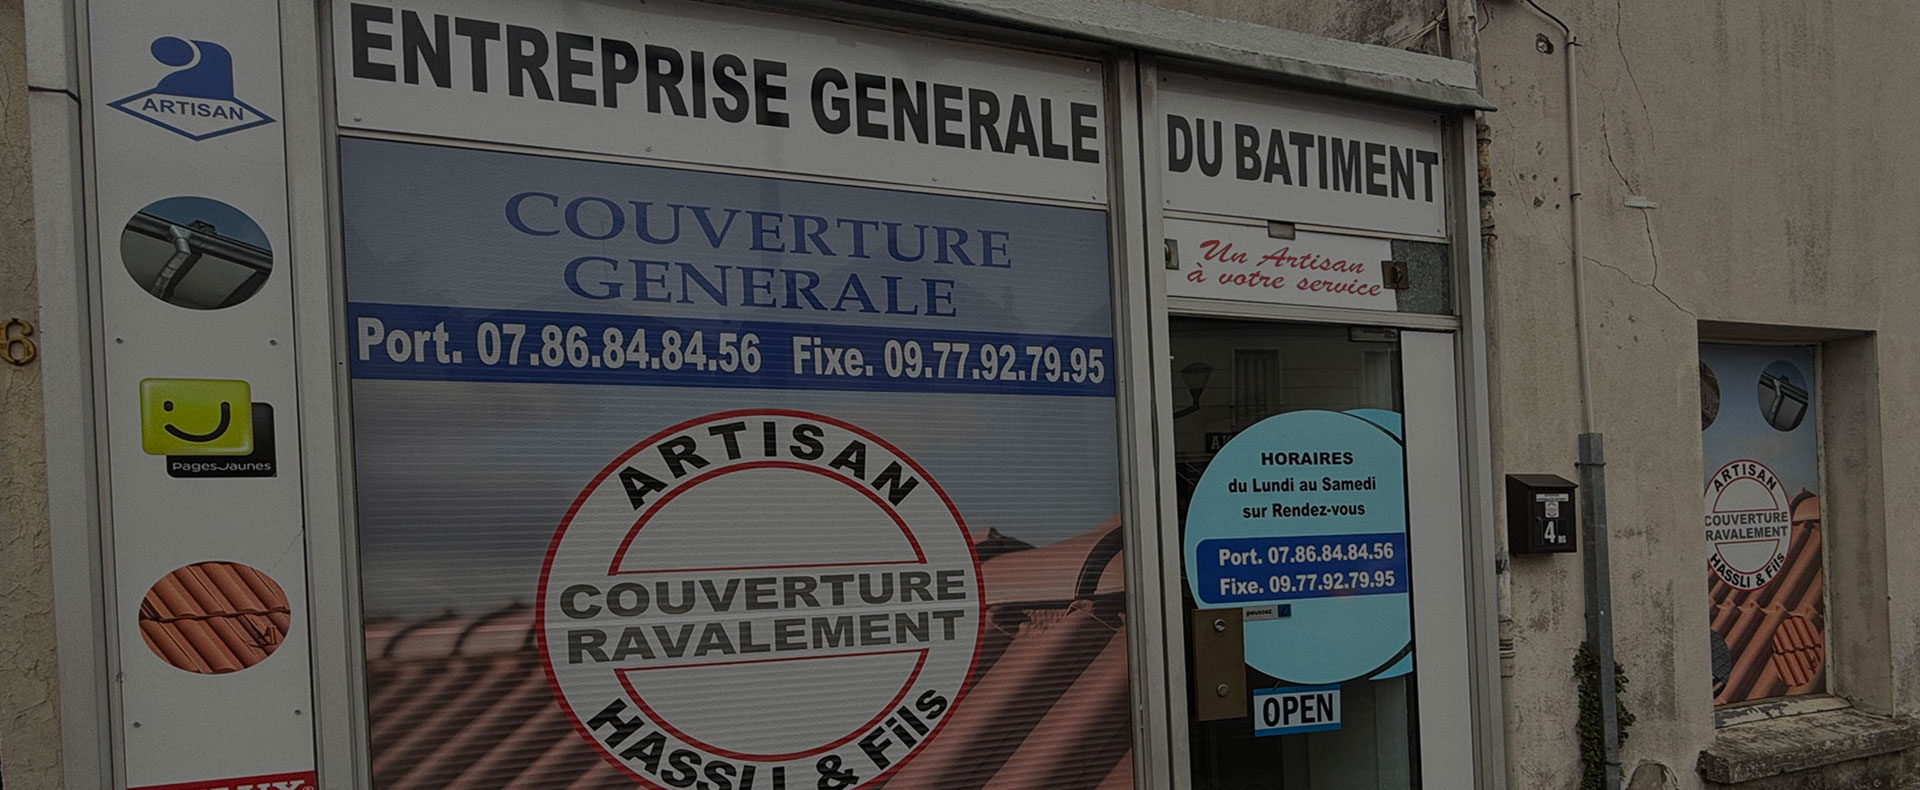 ENTREPRISE GENERALE
DU BATIMENT
ARTISAN
COUVERTURE
GENERALE
Port. 07.86.84.84.56 Fixe. 09.77.92.79.95
Un Artisan
à votre service
PagesJaunes
ARTISAN
COUVERTURE
RAVALEMENT
HASSLI & Fils
HORAIRES
du Lundi au Samedi
sur Rendez-vous
Port. 07.86.84.84.56
Fixe. 09.77.92.79.95
poussez
OPEN
6
4
ARTISAN
COUVERTURE
RAVALEMENT
HASSLI & Fils